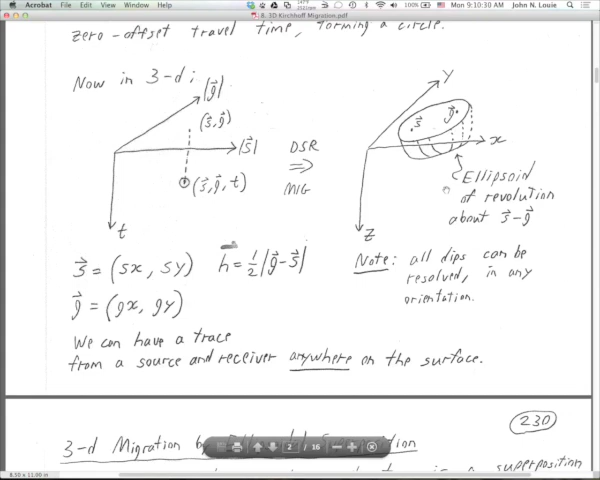 Acrobat File Edit View Window Help
100% Mon 9:10:30 AM John N. Louie
8. 3D Kirchhoff Migration.pdf
zero-offset travel time, forming a circle.
Now in 3-d:
|g⃗|
(s⃗, g⃗)
|s⃗|
(s⃗, g⃗, t)
t
DSR
⇒
MIG
y
s⃗ g⃗
x
z
Ellipsoid
of revolution
about s⃗-g⃗
s⃗ = (sx, sy) h = ½|g⃗-s⃗|
g⃗ = (gx, gy)
Note: all dips can be
resolved, in any
orientation.
We can have a trace
from a source and receiver anywhere on the surface.
230
3-d Migration
2 / 16
superposition
8.50 x 11.00 in